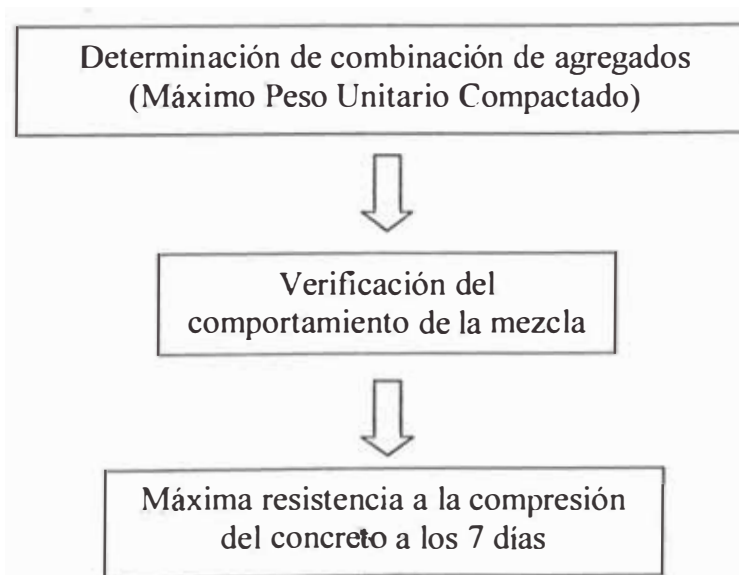 Determinación de combinación de agregados
(Máximo Peso Unitario Compactado)
Verificación del
comportamiento de la mezcla
Máxima resistencia a la compresión
del concreto a los 7 días